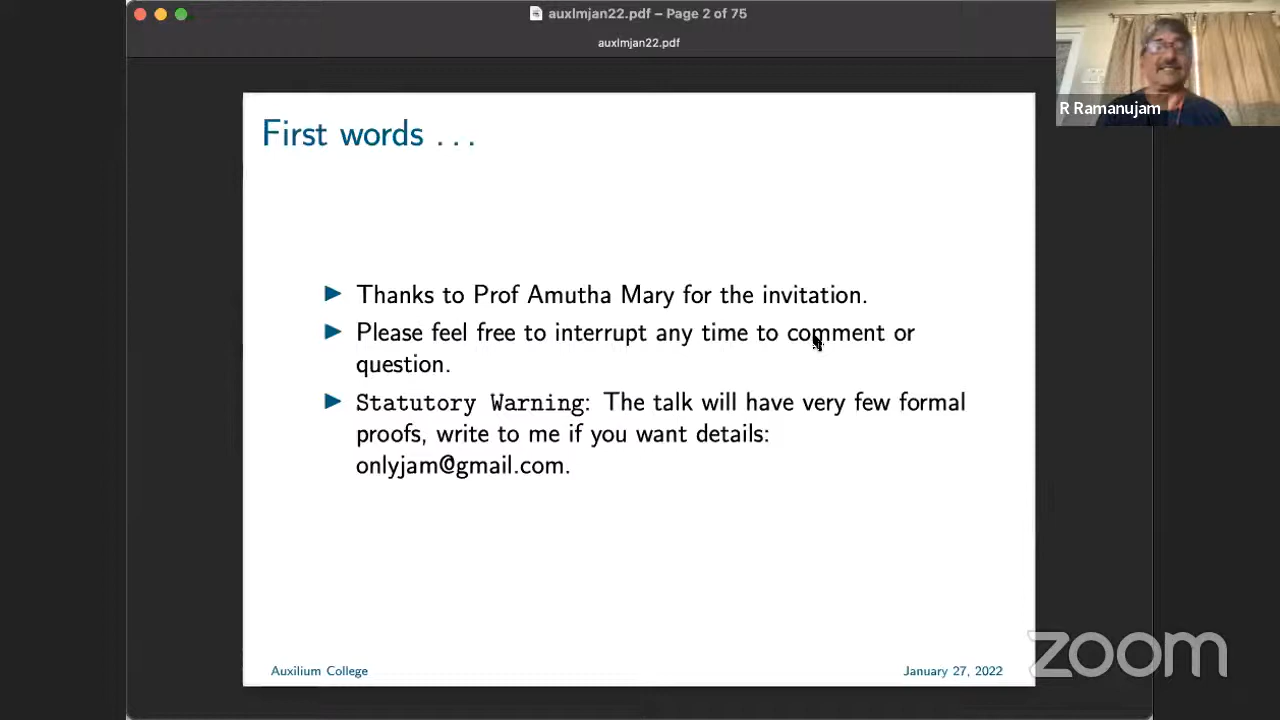 auxlmjan22.pdf – Page 2 of 75
auxlmjan22.pdf
R Ramanujam
First words . . .
Thanks to Prof Amutha Mary for the invitation.
Please feel free to interrupt any time to comment or
question.
Statutory Warning: The talk will have very few formal
proofs, write to me if you want details:
onlyjam@gmail.com.
Auxilium College
January 27, 2022
zoom